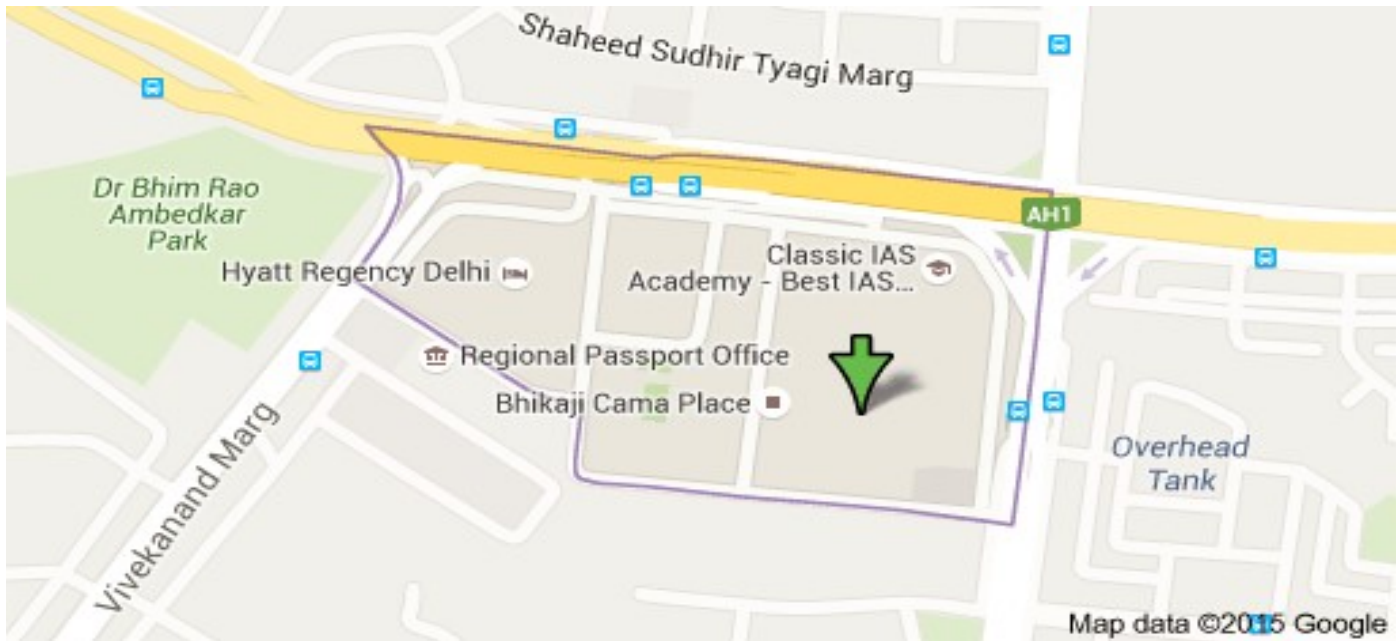 Shaheed Sudhir Tyagi Marg
Dr Bhim Rao
Ambedkar
Park
AH1
Hyatt Regency Delhi
Classic IAS
Academy - Best IAS...
Regional Passport Office
Bhikaji Cama Place
Vivekanand Marg
Overhead
Tank
Map data ©2015 Google